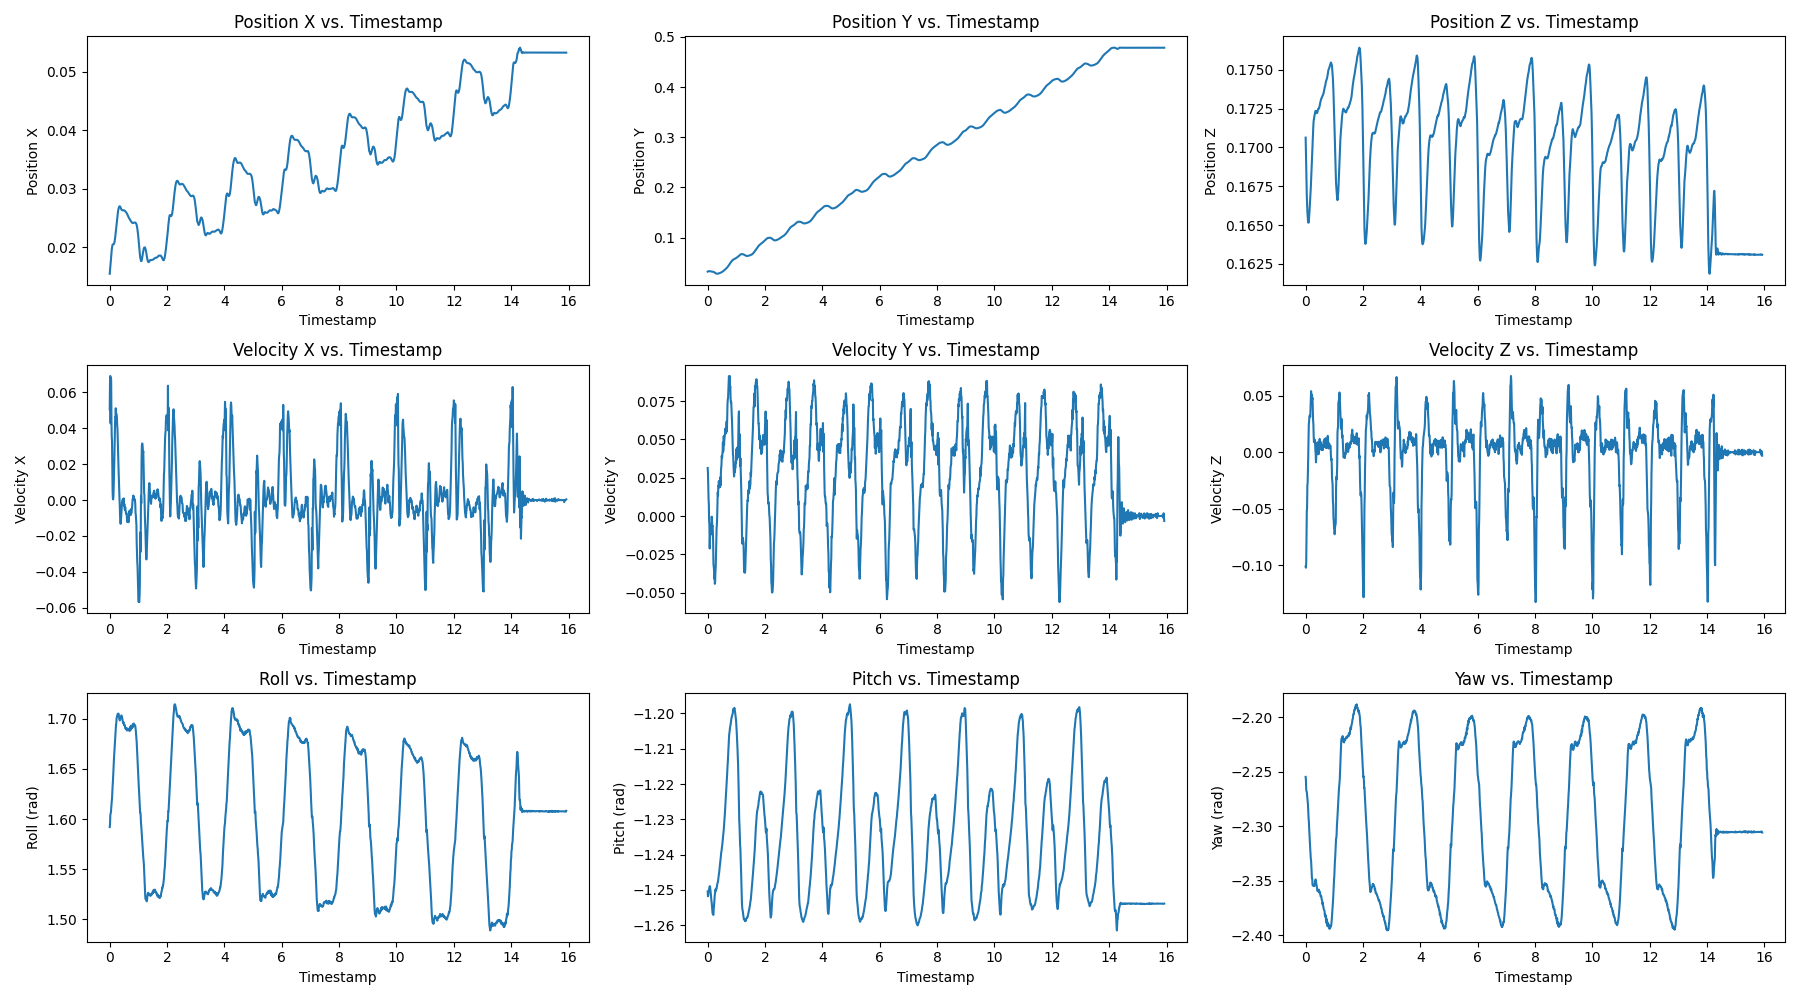 Position X vs. Timestamp
Position X
0.05
0.04
0.03
0.02
0 2 4 6 8 10 12 14 16
Timestamp
Position Y vs. Timestamp
Position Y
0.5
0.4
0.3
0.2
0.1
0 2 4 6 8 10 12 14 16
Timestamp
Position Z vs. Timestamp
Position Z
0.1750
0.1725
0.1700
0.1675
0.1650
0.1625
0 2 4 6 8 10 12 14 16
Timestamp
Velocity X vs. Timestamp
Velocity X
0.06
0.04
0.02
0.00
−0.02
−0.04
−0.06
0 2 4 6 8 10 12 14 16
Timestamp
Velocity Y vs. Timestamp
Velocity Y
0.075
0.050
0.025
0.000
−0.025
−0.050
0 2 4 6 8 10 12 14 16
Timestamp
Velocity Z vs. Timestamp
Velocity Z
0.05
0.00
−0.05
−0.10
0 2 4 6 8 10 12 14 16
Timestamp
Roll vs. Timestamp
Roll (rad)
1.70
1.65
1.60
1.55
1.50
0 2 4 6 8 10 12 14 16
Timestamp
Pitch vs. Timestamp
Pitch (rad)
−1.20
−1.21
−1.22
−1.23
−1.24
−1.25
−1.26
0 2 4 6 8 10 12 14 16
Timestamp
Yaw vs. Timestamp
Yaw (rad)
−2.20
−2.25
−2.30
−2.35
−2.40
0 2 4 6 8 10 12 14 16
Timestamp